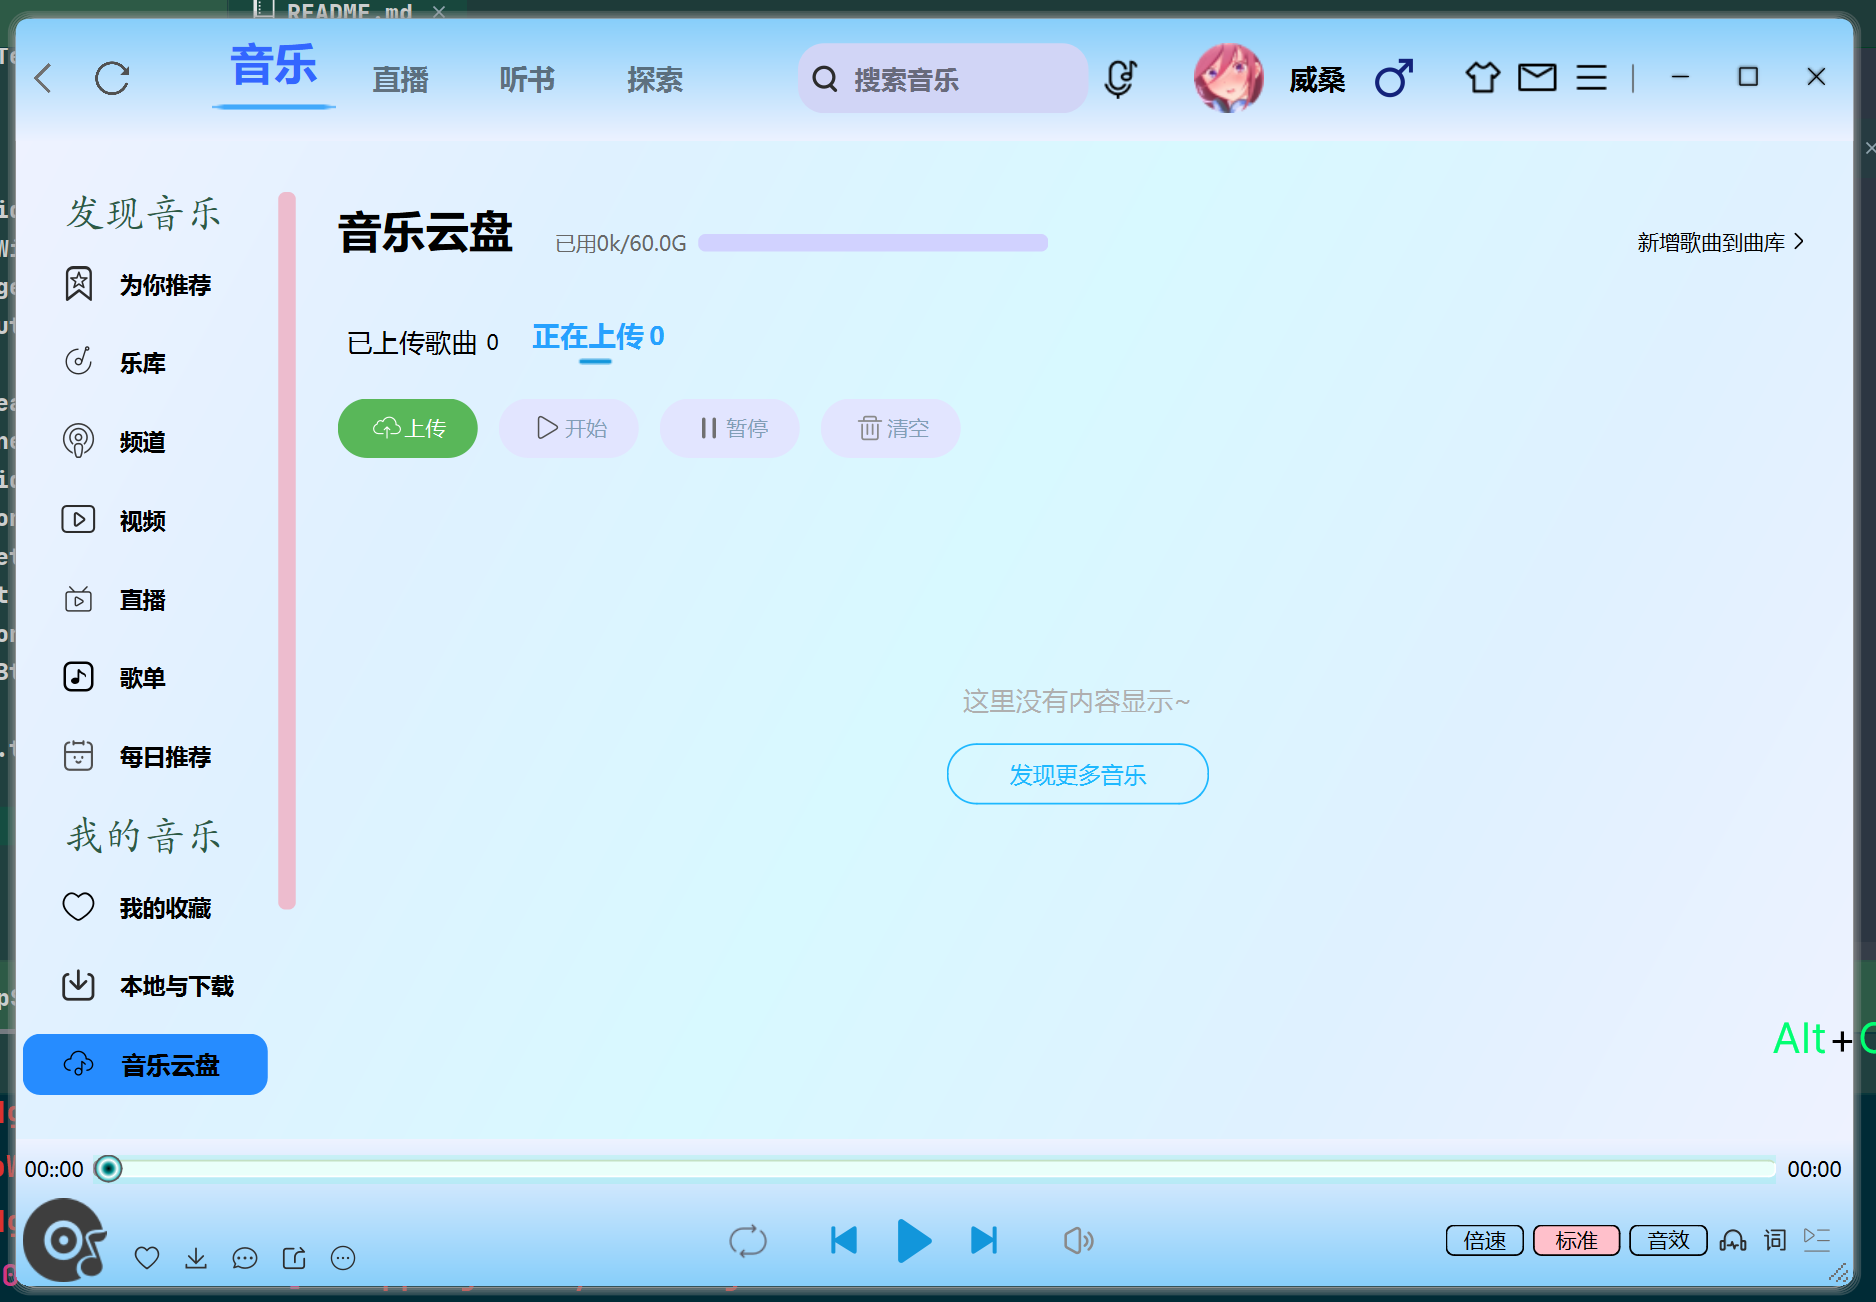 README.md
音乐
直播
听书
探索
搜索音乐
威桑
发现音乐
为你推荐
乐库
频道
视频
直播
歌单
每日推荐
我的音乐
我的收藏
本地与下载
音乐云盘
音乐云盘
已用0k/60.0G
新增歌曲到曲库
已上传歌曲 0
正在上传 0
上传
开始
暂停
清空
这里没有内容显示~
发现更多音乐
Alt+
00::00
00:00
倍速
标准
音效
词